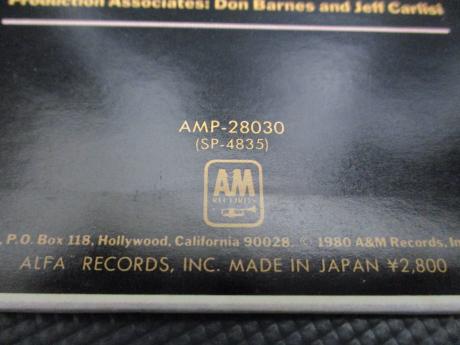 Production Associates: Don Barnes and Jeff Carlisi
AMP-28030
(SP-4835)
A&M
RECORDS
, P.O. Box 118, Hollywood, California 90028. © 1980 A&M Records, In
ALFA RECORDS, INC. MADE IN JAPAN ¥2,800